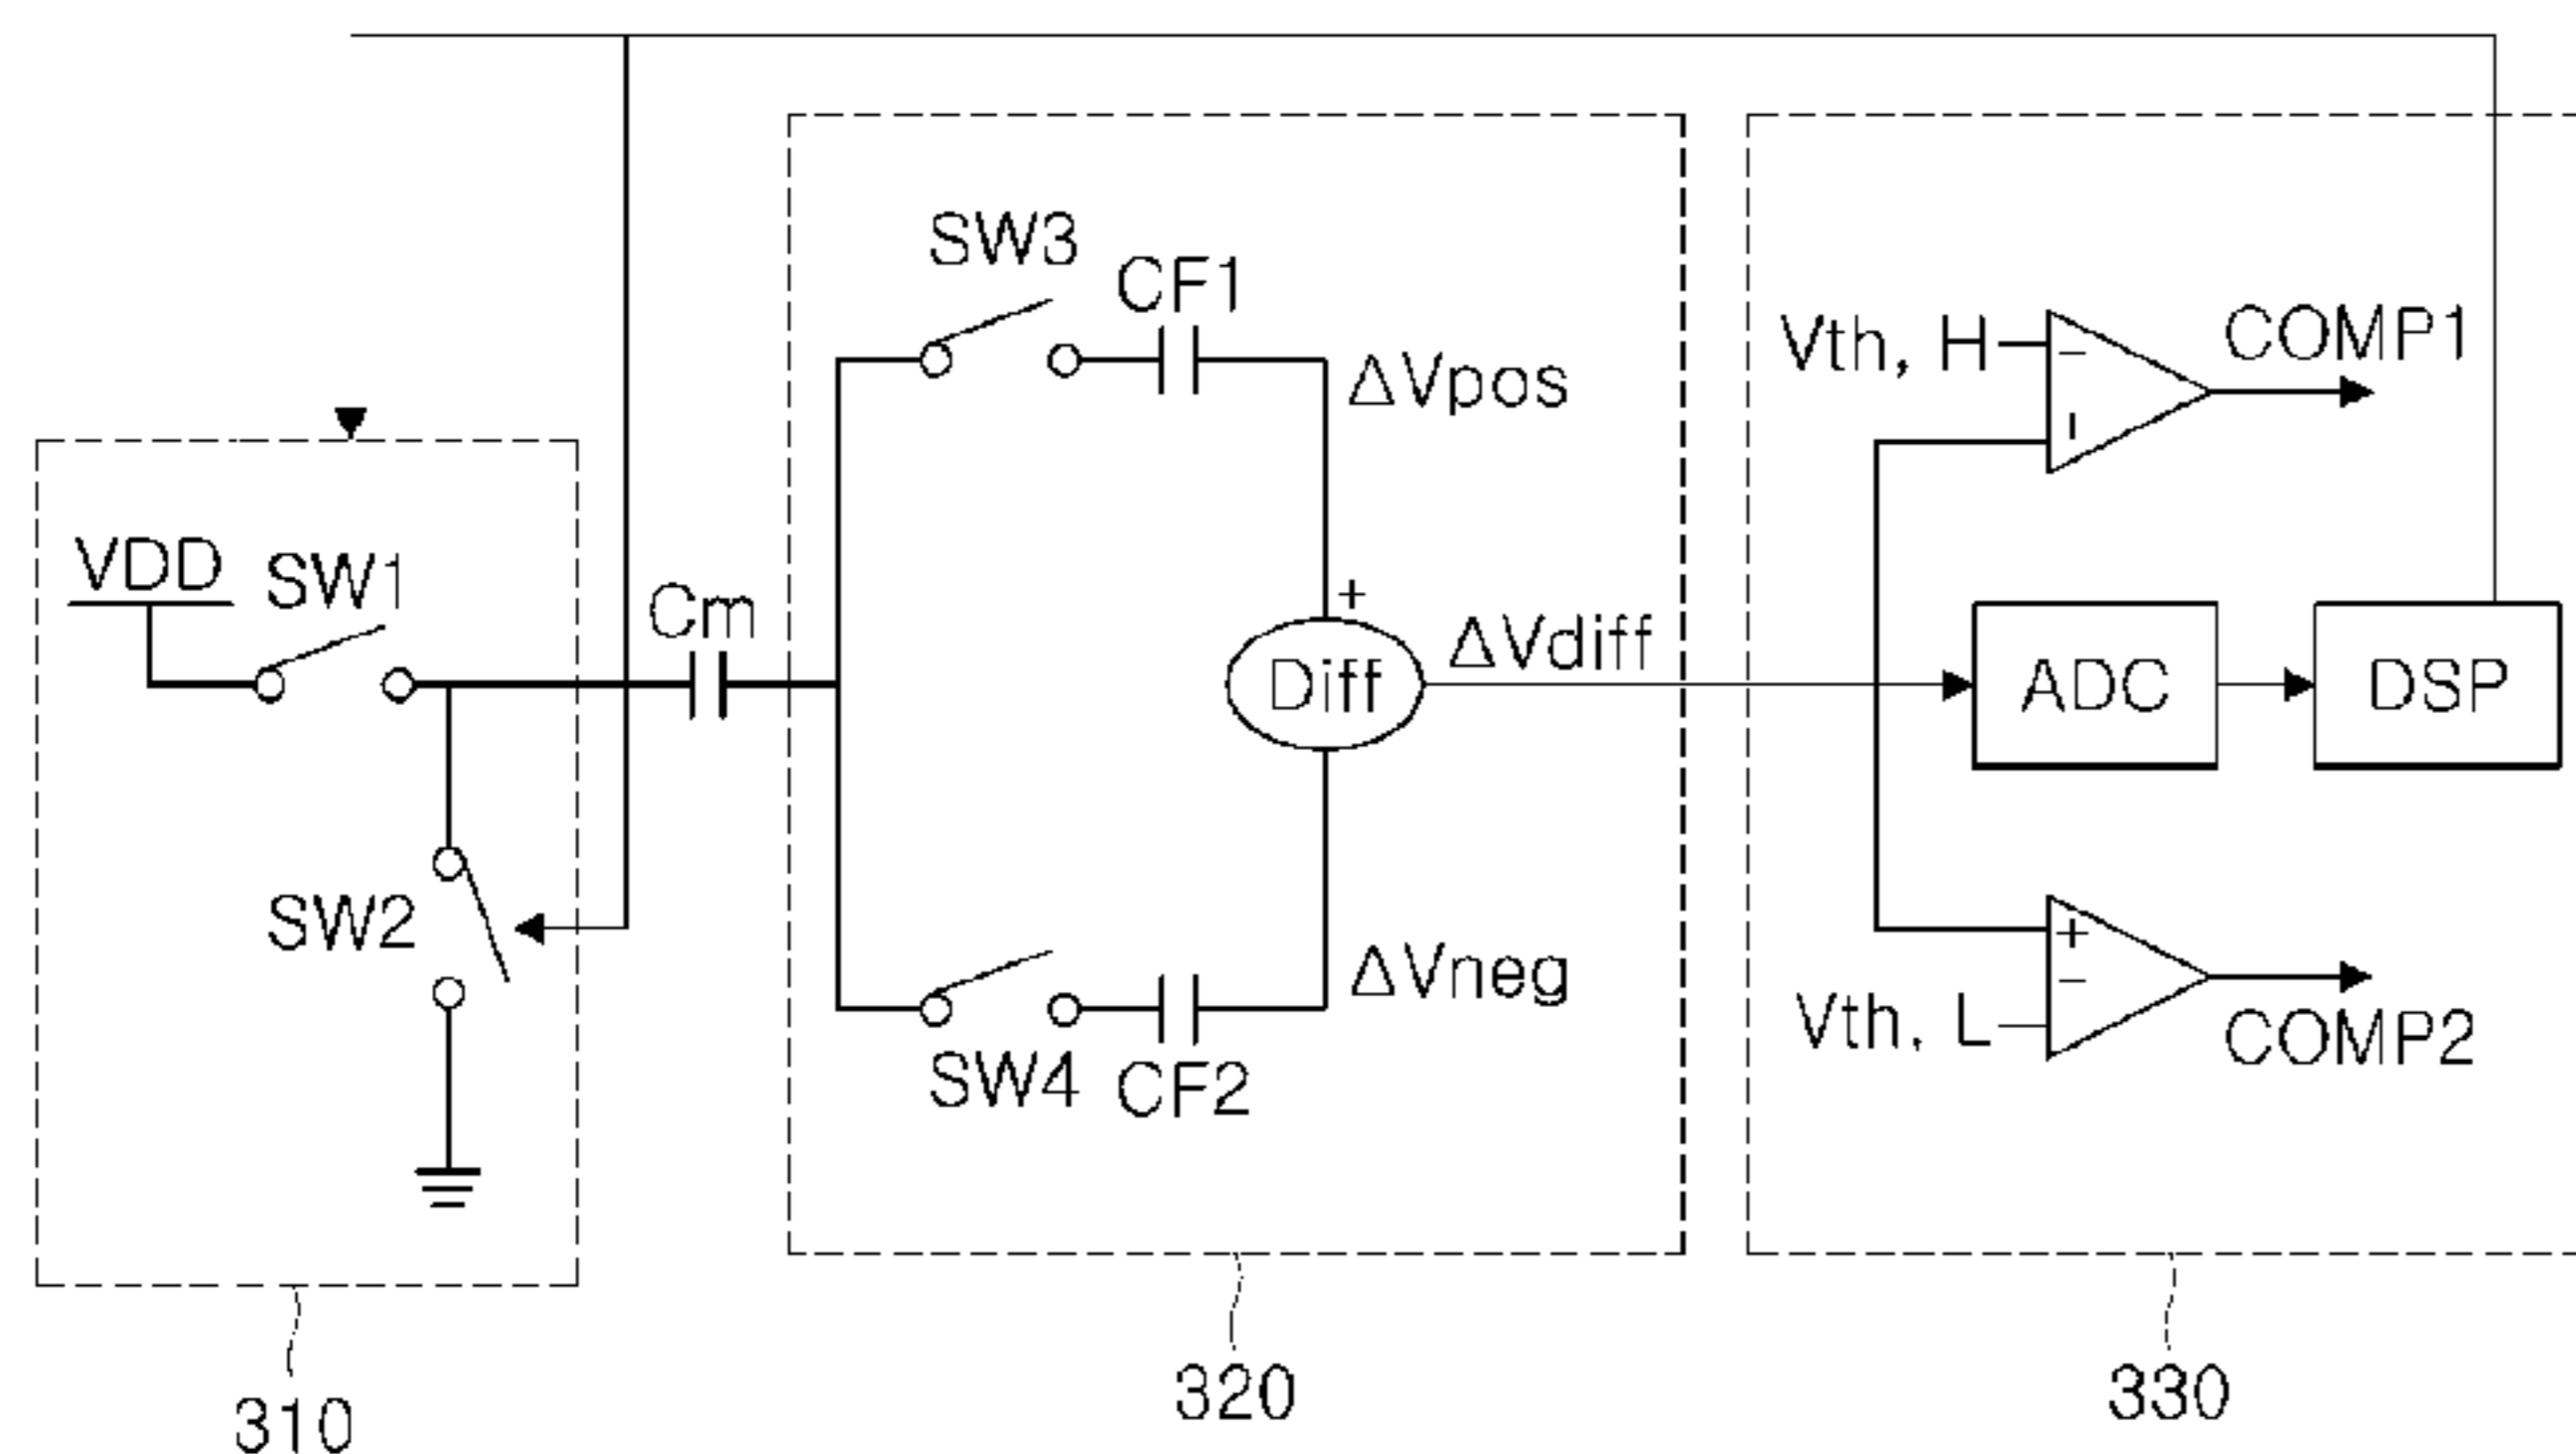 SW3
CF1
ΔVpos
Vth, H
−
COMP1
VDD
SW1
Cm
+
Diff
ΔVdiff
ADC
DSP
SW2
ΔVneg
SW4
CF2
+
−
Vth, L
COMP2
310
320
330